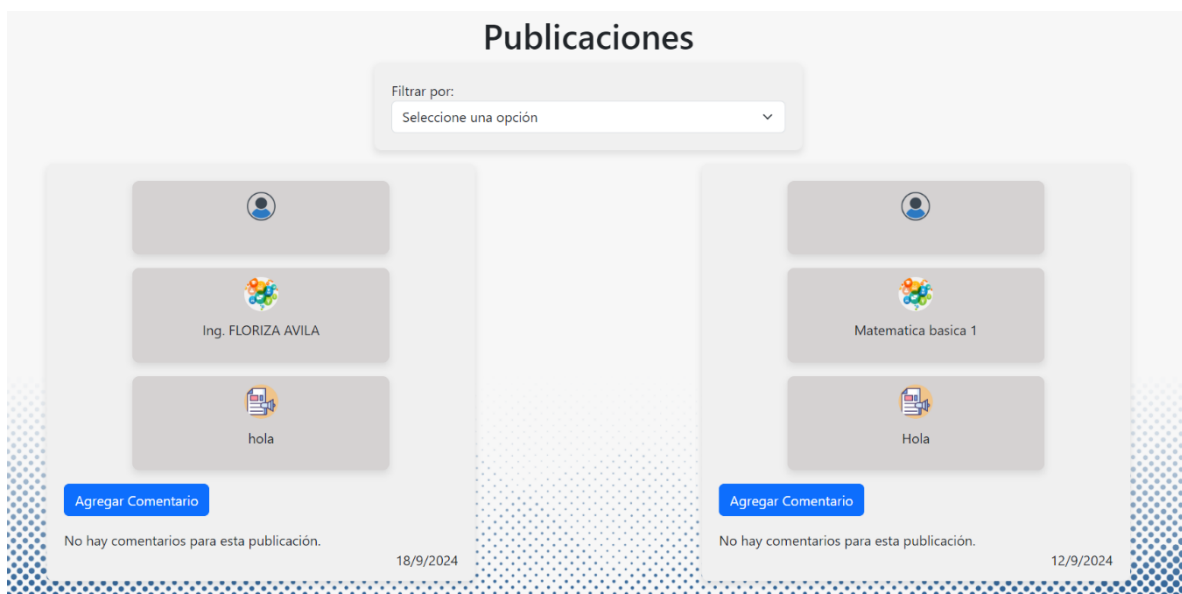 Publicaciones
Filtrar por:
Seleccione una opción
Ing. FLORIZA AVILA
hola
Agregar Comentario
No hay comentarios para esta publicación.
18/9/2024
Matematica basica 1
Hola
Agregar Comentario
No hay comentarios para esta publicación.
12/9/2024